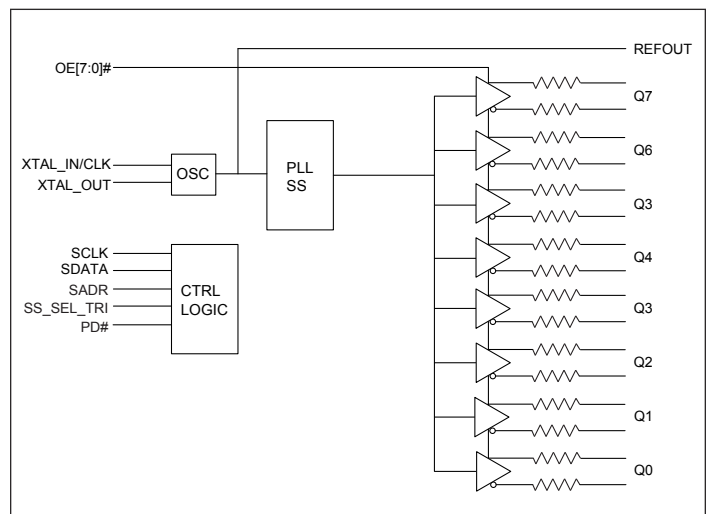 REFOUT
OE[7:0]#
Q7
Q6
XTAL_IN/CLK
XTAL_OUT
OSC
PLL
SS
Q3
Q4
SCLK
SDATA
SADR
SS_SEL_TRI
PD#
CTRL
LOGIC
Q3
Q2
Q1
Q0